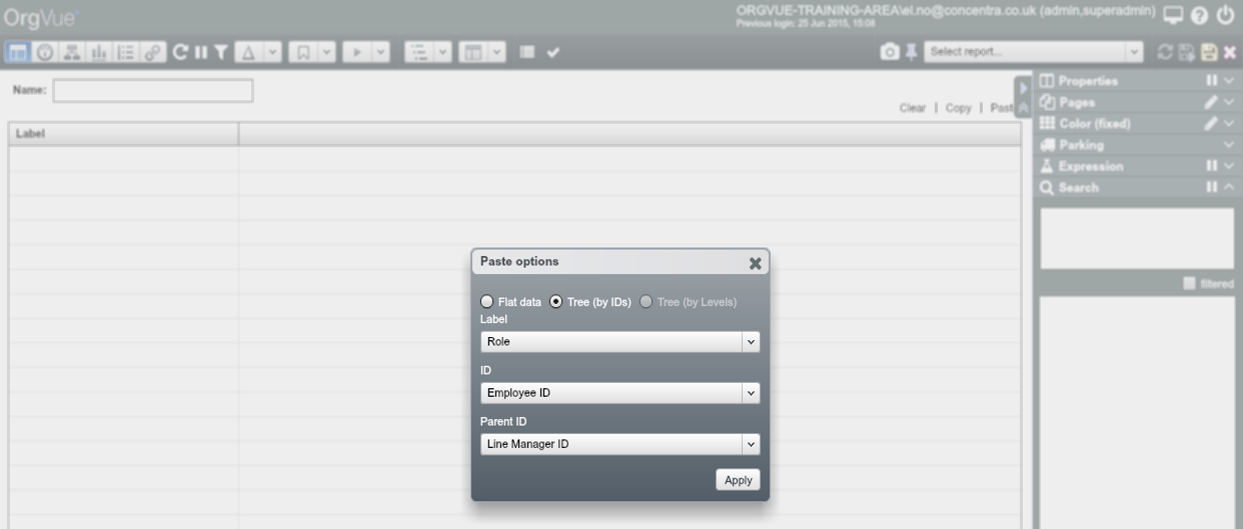 OrgVue
ORGVUE-TRAINING-AREA\el.no@concentra.co.uk (admin,superadmin)
Previous login: 25 Jun 2015, 15:08
Select report...
Name:
Clear | Copy | Past
Label
Properties
Pages
Color (fixed)
Parking
Expression
Search
filtered
Paste options
Flat data Tree (by IDs) Tree (by Levels)
Label
Role
ID
Employee ID
Parent ID
Line Manager ID
Apply